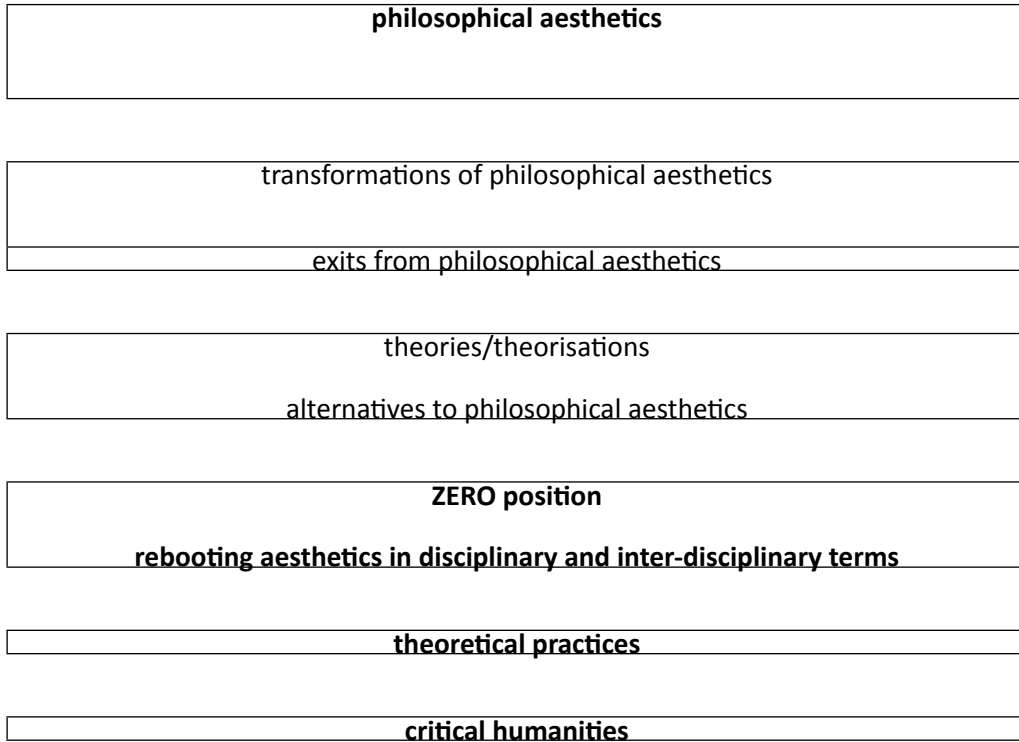 philosophical aesthetics
transformations of philosophical aesthetics
exits from philosophical aesthetics
theories/theorisations
alternatives to philosophical aesthetics
ZERO position
rebooting aesthetics in disciplinary and inter-disciplinary terms
theoretical practices
critical humanities